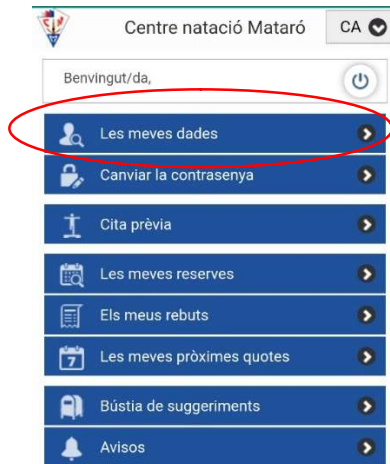 Centre natació Mataró
CA
Benvingut/da,
Les meves dades
Canviar la contrasenya
Cita prèvia
Les meves reserves
Els meus rebuts
7
Les meves pròximes quotes
Bústia de suggeriments
Avisos